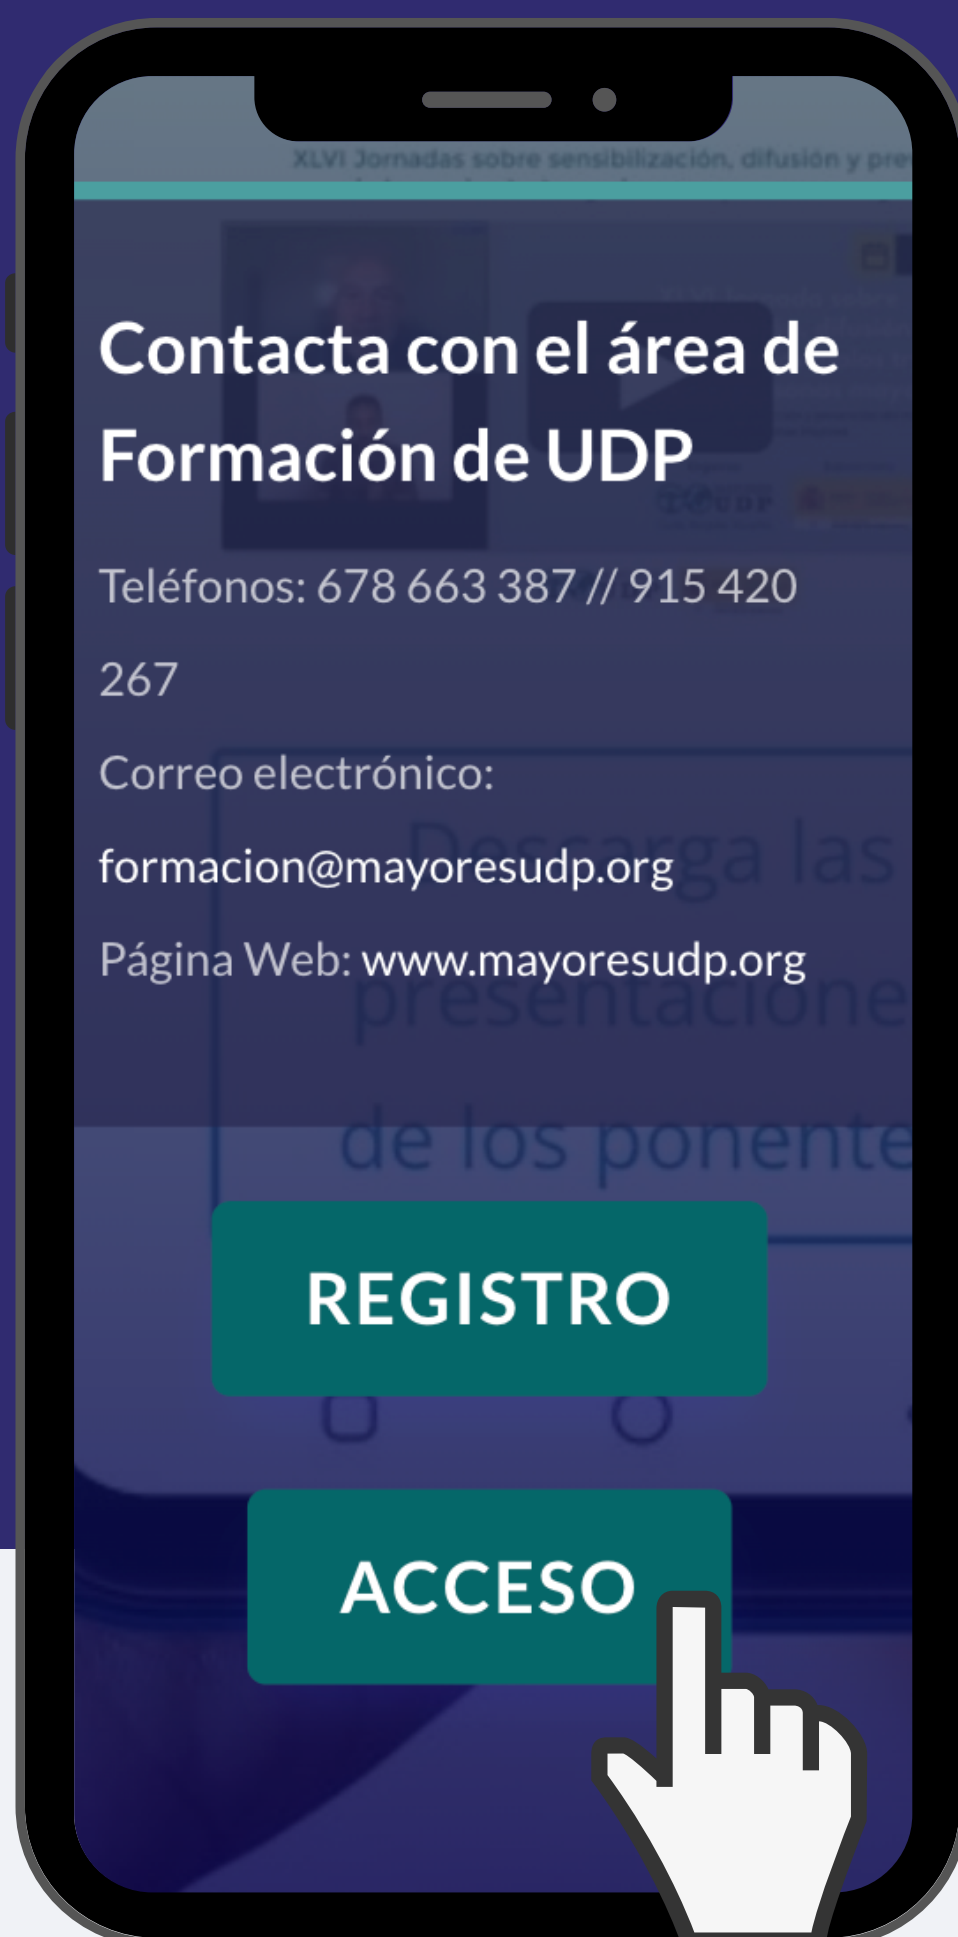 XLVI Jornadas sobre sensibilización, difusión y prev
Contacta con el área de
Formación de UDP
Teléfonos: 678 663 387 // 915 420
267
Correo electrónico:
formacion@mayoresudp.org
Página Web: www.mayoresudp.org
Descarga las
presentacione
de los ponente
UDP
REGISTRO
ACCESO